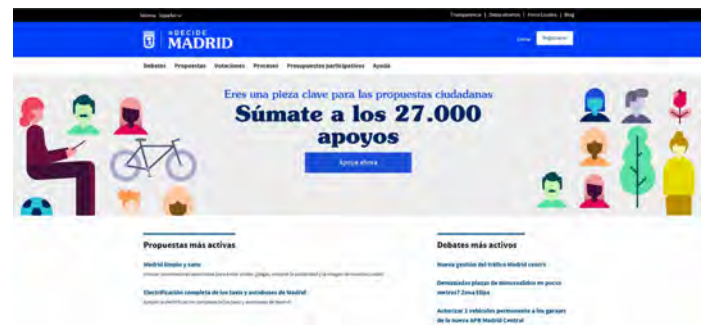 Idioma: Español
Transparencia | Datos abiertos | Foros Locales | Blog
DECIDE
MADRID
Entrar
Registrarse
Debates Propuestas Votaciones Procesos Presupuestos participativos Ayuda
Eres una pieza clave para las propuestas ciudadanas
Súmate a los 27.000
apoyos
Apoya ahora
Propuestas más activas
Debates más activos
Madrid limpio y sano
Nueva gestión del tráfico Madrid centro
Electrificación completa de los taxis y autobuses de Madrid
Demasiadas plazas de minusválidos en pocos
metros? Zona Elipa
Autorizar 2 vehículos permanente a los garajes
de la nueva APR Madrid Central